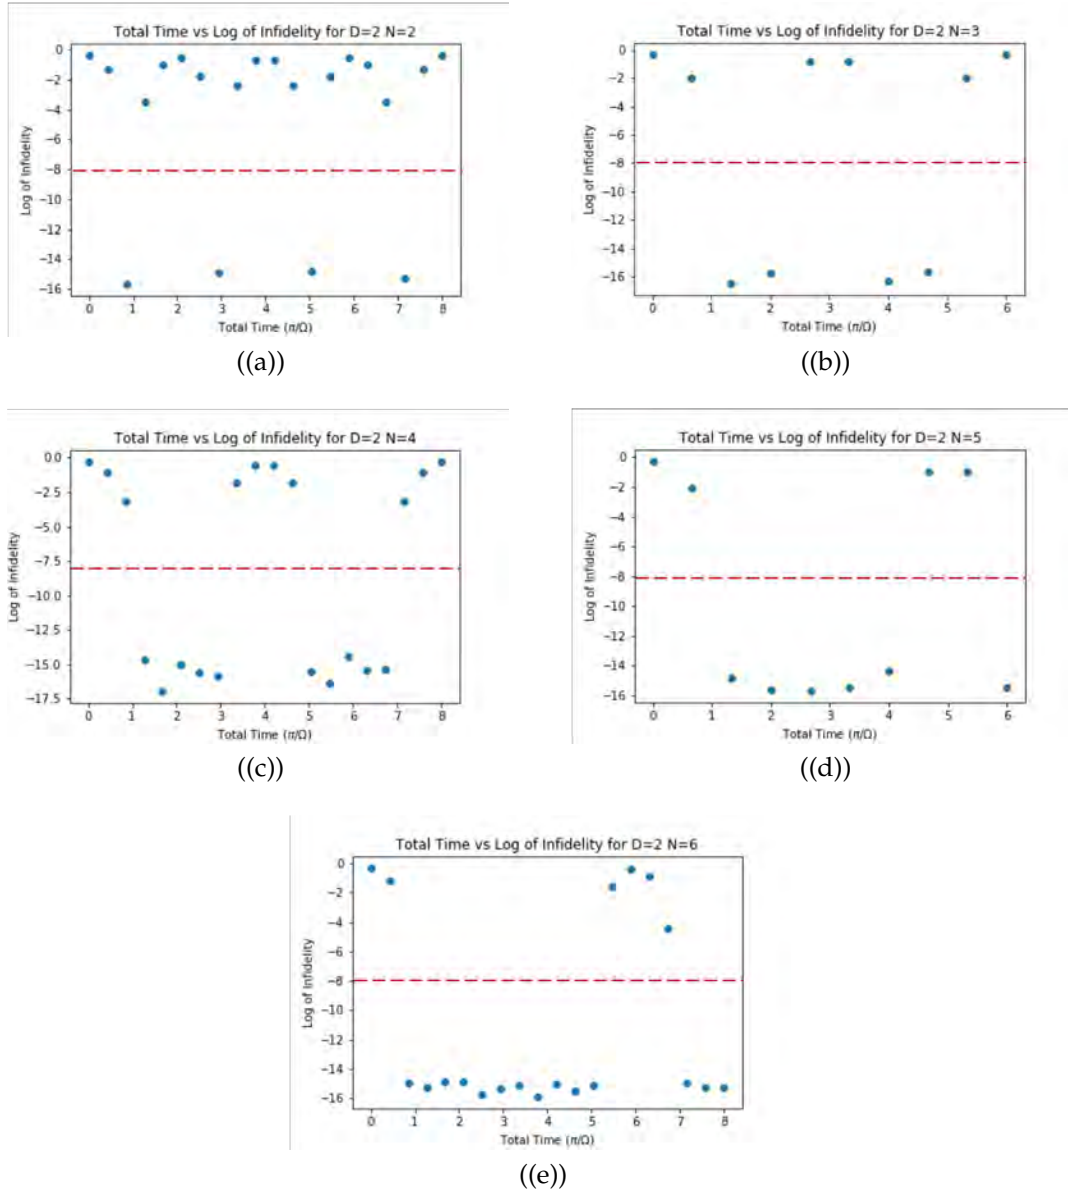 Total Time vs Log of Infidelity for D=2 N=2
0
−2
−4
−6
−8
−10
−12
−14
−16
Log of Infidelity
0 1 2 3 4 5 6 7 8
Total Time (π/Ω)
((a))
Total Time vs Log of Infidelity for D=2 N=3
0
−2
−4
−6
−8
−10
−12
−14
−16
Log of Infidelity
0 1 2 3 4 5 6
Total Time (π/Ω)
((b))
Total Time vs Log of Infidelity for D=2 N=4
0.0
−2.5
−5.0
−7.5
−10.0
−12.5
−15.0
−17.5
Log of Infidelity
0 1 2 3 4 5 6 7 8
Total Time (π/Ω)
((c))
Total Time vs Log of Infidelity for D=2 N=5
0
−2
−4
−6
−8
−10
−12
−14
−16
Log of Infidelity
0 1 2 3 4 5 6
Total Time (π/Ω)
((d))
Total Time vs Log of Infidelity for D=2 N=6
0
−2
−4
−6
−8
−10
−12
−14
−16
Log of Infidelity
0 1 2 3 4 5 6 7 8
Total Time (π/Ω)
((e))